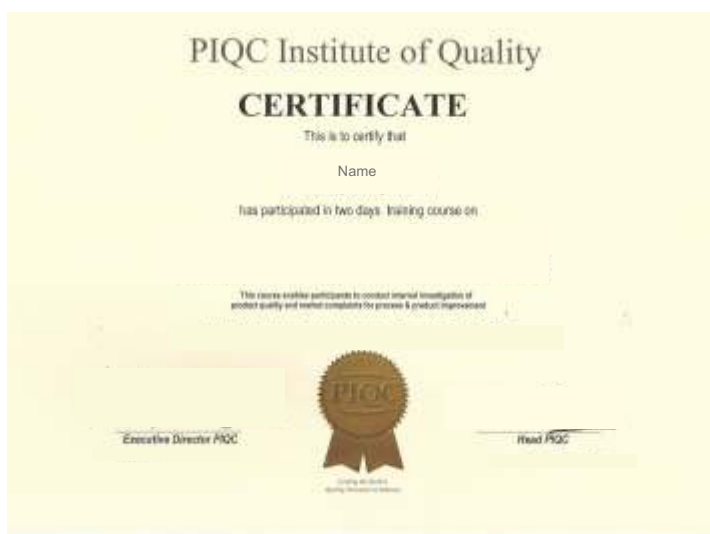 PIQC Institute of Quality
CERTIFICATE
This is to certify that
Name
has participated in two days training course on
This course enables participants to conduct internal investigation of
product quality and market complaints for process & product improvement
PIQC
Executive Director PIQC
Head PIQC